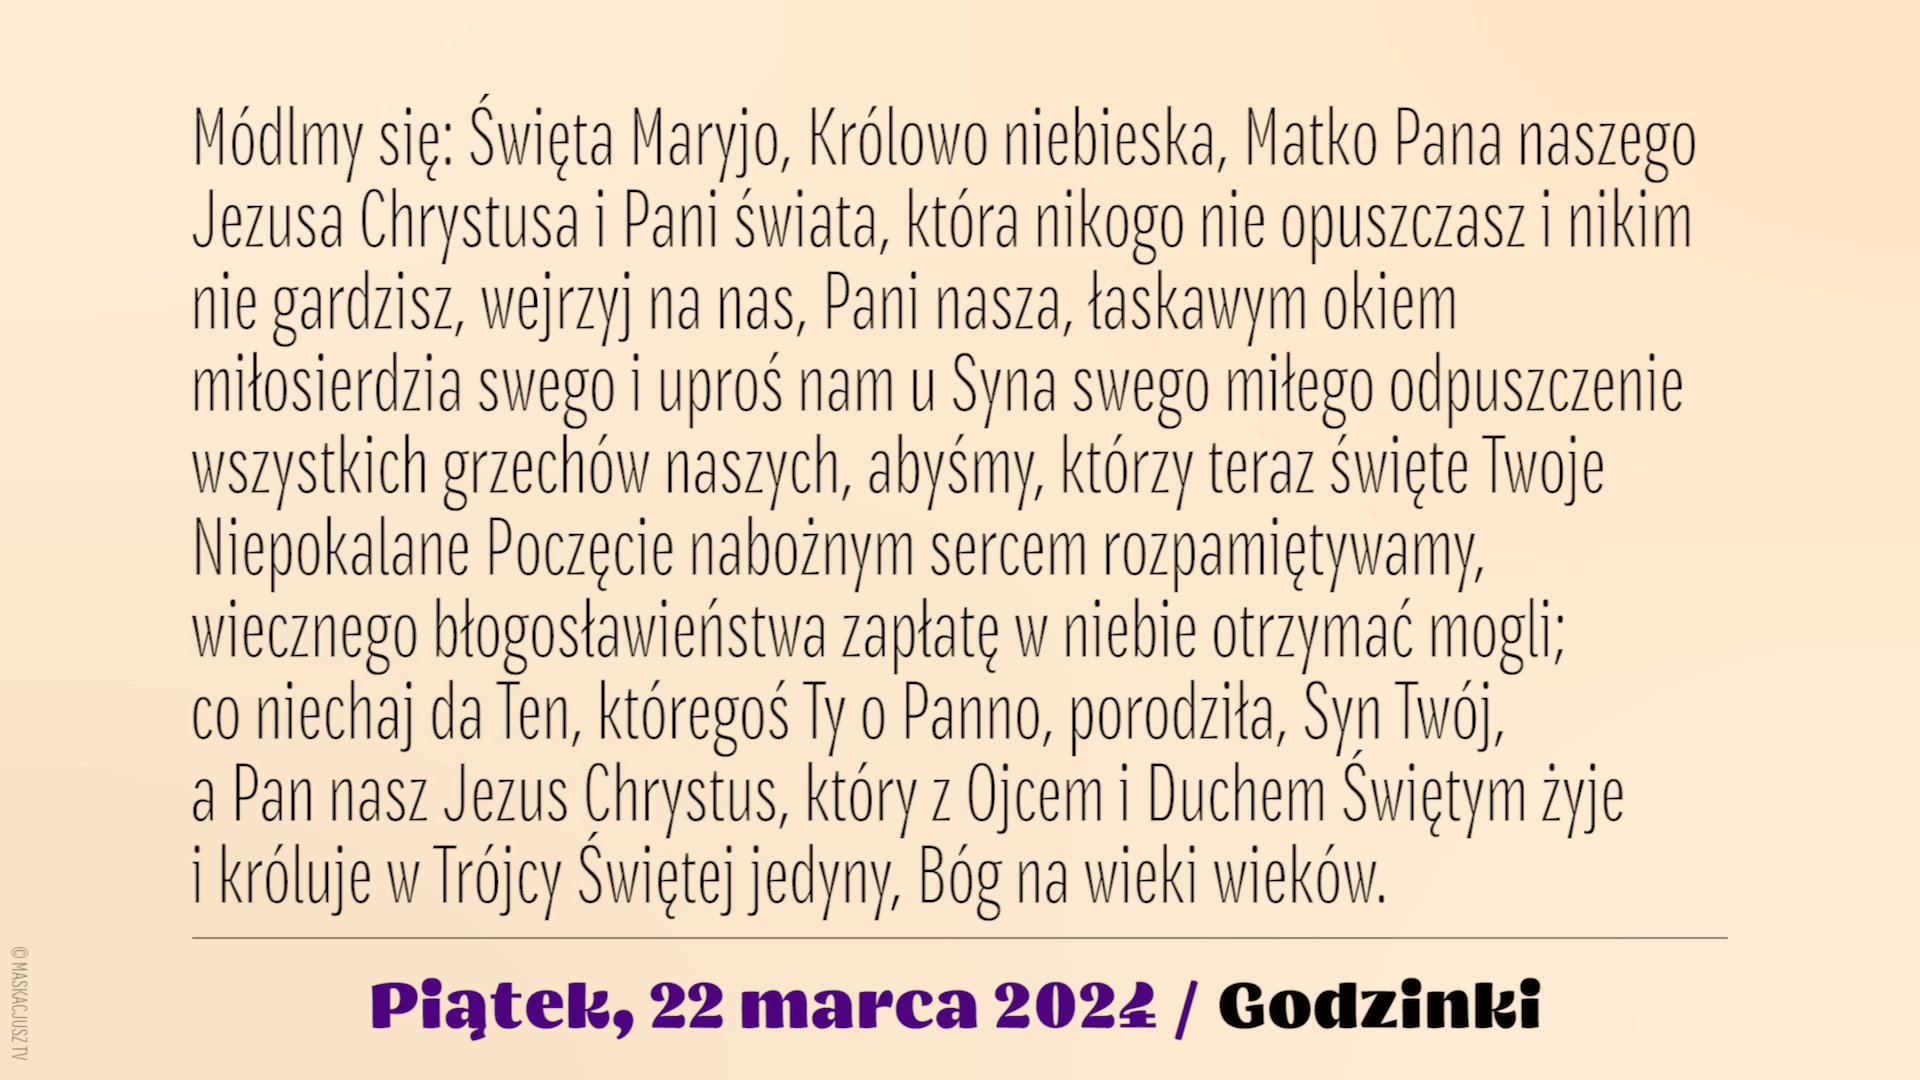 Módlmy się: Święta Maryjo, Królowo niebieska, Matko Pana naszego
Jezusa Chrystusa i Pani świata, która nikogo nie opuszczasz i nikim
nie gardzisz, wejrzyj na nas, Pani nasza, łaskawym okiem
miłosierdzia swego i uproś nam u Syna swego miłego odpuszczenie
wszystkich grzechów naszych, abyśmy, którzy teraz święte Twoje
Niepokalane Poczęcie nabożnym sercem rozpamiętywamy,
wiecznego błogosławieństwa zapłatę w niebie otrzymać mogli;
co niechaj da Ten, któregoś Ty o Panno, porodziła, Syn Twój,
a Pan nasz Jezus Chrystus, który z Ojcem i Duchem Świętym żyje
i króluje w Trójcy Świętej jedyny, Bóg na wieki wieków.
Piątek, 22 marca 2024 / Godzinki
© MASKACJUSZ TV